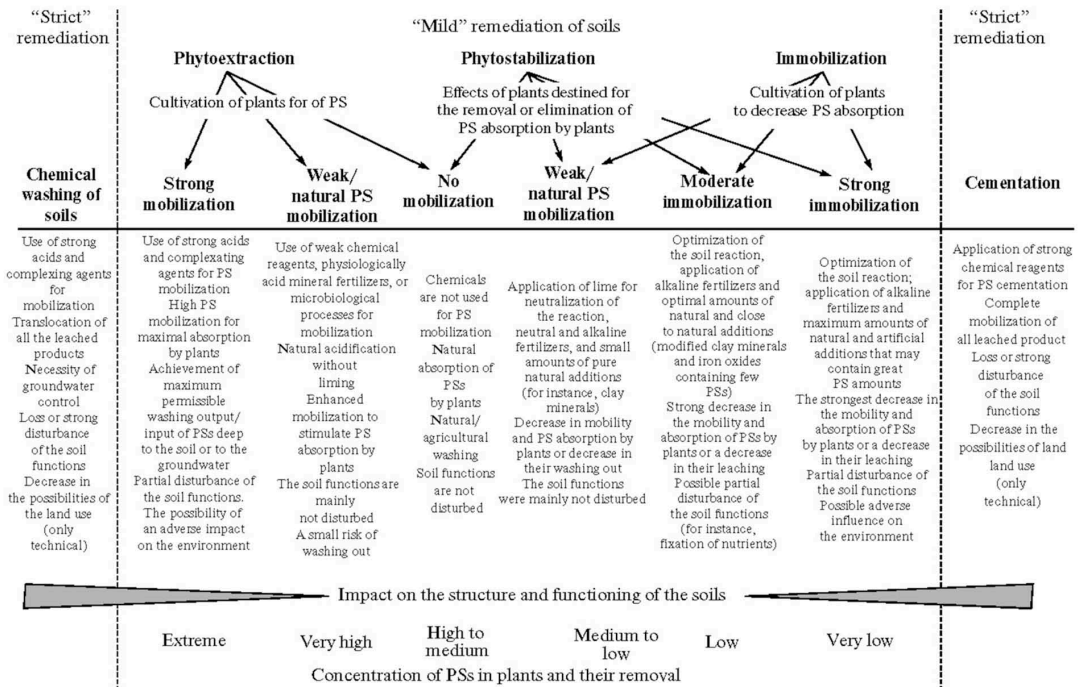 “Strict”
remediation
“Mild” remediation of soils
“Strict”
remediation
Phytoextraction
Cultivation of plants for of PS
Phytostabilization
Effects of plants destined for
the removal or elimination of
PS absorption by plants
Immobilization
Cultivation of plants
to decrease PS absorption
Chemical
washing of
soils
Strong
mobilization
Weak/
natural PS
mobilization
No
mobilization
Weak/
natural PS
mobilization
Moderate
immobilization
Strong
immobilization
Cementation
Use of strong
acids and
complexing agents
for
mobilization
Translocation of
all the leached
products
Necessity of
groundwater
control
Loss or strong
disturbance
of the soil
functions
Decrease in
the possibilities of
the land use
(only
technical)
Use of strong acids
and complexating
agents for PS
mobilization
High PS
mobilization for
maximal absorption
by plants
Achievement of
maximum
permissible
washing output/
input of PSs deep
to the soil or to the
groundwater
Partial disturbance of
the soil functions.
The possibility of
an adverse impact
on the environment
Use of weak chemical
reagents, physiologically
acid mineral fertilizers, or
microbiological
processes for
mobilization
Natural acidification
without
liming
Enhanced
mobilization to
stimulate PS
absorption by
plants
The soil functions are
mainly
not disturbed
A small risk of
washing out
Chemicals
are not used
for PS
mobilization
Natural
absorption of
PSs
by plants
Natural/
agricultural
washing
Soil functions
are not
disturbed
Application of lime for
neutralization of
the reaction,
neutral and alkaline
fertilizers, and small
amounts of pure
natural additions
(for instance, clay
minerals)
Decrease in mobility
and PS absorption by
plants or decrease in
their washing out
The soil functions
were mainly not disturbed
Optimization of
the soil reaction,
application of
alkaline fertilizers and
optimal amounts of
natural and close
to natural additions
(modified clay minerals
and iron oxides
containing few
PSs)
Strong decrease in
the mobility and
absorption of PSs by
plants or a decrease
in their leaching
Possible partial
disturbance of
the soil functions
(for instance,
fixation of nutrients)
Optimization of
the soil reaction;
application of alkaline
fertilizers and
maximum amounts of
natural and artificial
additions that may
contain great
PS amounts
The strongest decrease in
the mobility and
absorption of PSs
by plants or a decrease
in their leaching
Partial disturbance of
the soil functions
Possible adverse
influence on
the environment
Application of strong
chemical reagents
for PS cementation
Complete
mobilization of
all leached product
Loss or strong
disturbance
of the soil
functions
Decrease in the
possibilities of land
land use
(only
technical)
Impact on the structure and functioning of the soils
Extreme
Very high
High to
medium
Medium to
low
Low
Very low
Concentration of PSs in plants and their removal